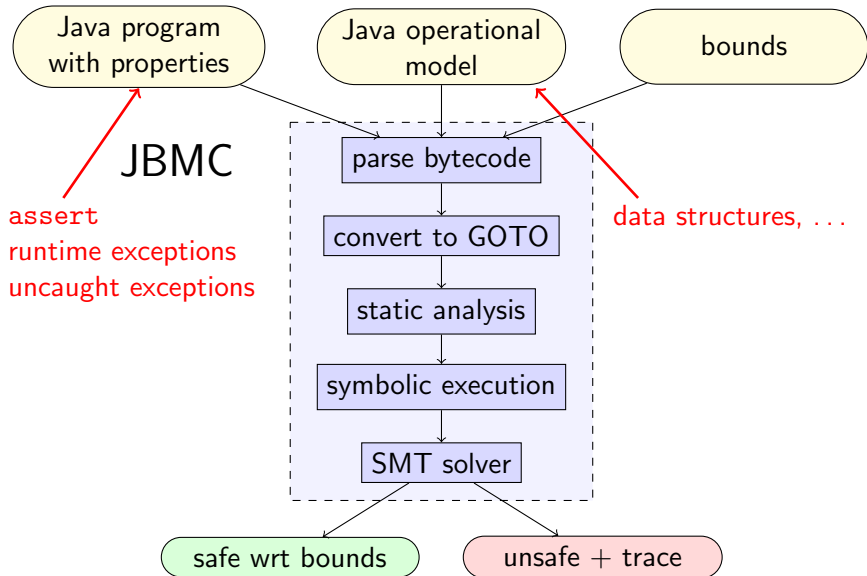 Java program
with properties
Java operational
model
bounds
JBMC
parse bytecode
assert
runtime exceptions
uncaught exceptions
data structures, ...
convert to GOTO
static analysis
symbolic execution
SMT solver
safe wrt bounds
unsafe + trace